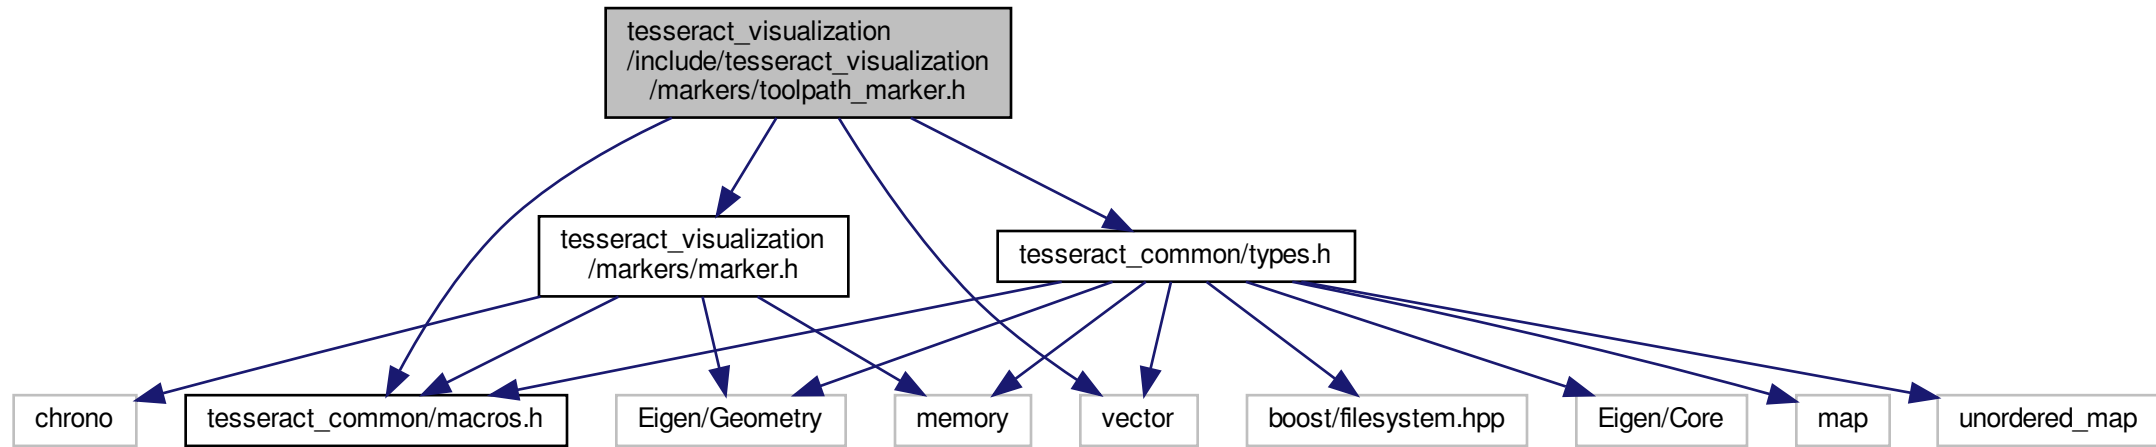 tesseract_visualization
/include/tesseract_visualization
/markers/toolpath_marker.h
tesseract_visualization
/markers/marker.h
tesseract_common/types.h
chrono
tesseract_common/macros.h
Eigen/Geometry
memory
vector
boost/filesystem.hpp
Eigen/Core
map
unordered_map